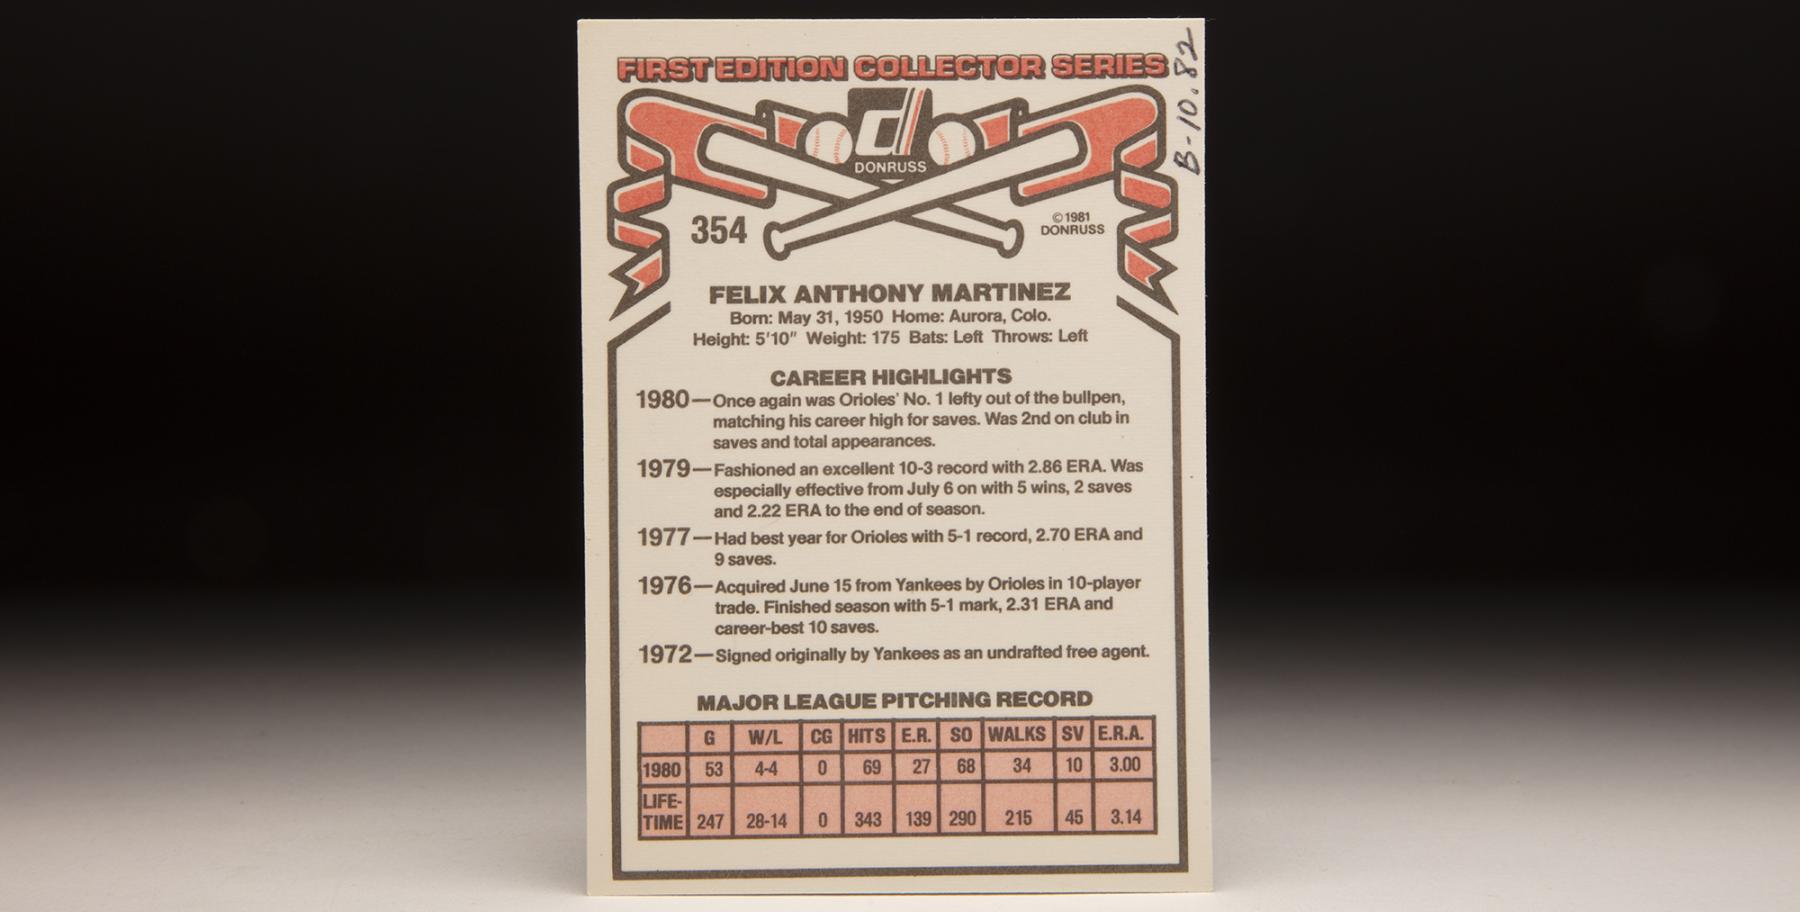 FIRST EDITION COLLECTOR SERIES
B-10.82
DONRUSS
354
© 1981
DONRUSS
FELIX ANTHONY MARTINEZ
Born: May 31, 1950 Home: Aurora, Colo.
Height: 5'10" Weight: 175 Bats: Left Throws: Left
CAREER HIGHLIGHTS
1980—Once again was Orioles' No. 1 lefty out of the bullpen,
matching his career high for saves. Was 2nd on club in
saves and total appearances.
1979—Fashioned an excellent 10-3 record with 2.86 ERA. Was
especially effective from July 6 on with 5 wins, 2 saves
and 2.22 ERA to the end of season.
1977—Had best year for Orioles with 5-1 record, 2.70 ERA and
9 saves.
1976—Acquired June 15 from Yankees by Orioles in 10-player
trade. Finished season with 5-1 mark, 2.31 ERA and
career-best 10 saves.
1972—Signed originally by Yankees as an undrafted free agent.
MAJOR LEAGUE PITCHING RECORD
G W/L CG HITS E.R. SO WALKS SV E.R.A.
1980 53 4-4 0 69 27 68 34 10 3.00
LIFE-
TIME 247 28-14 0 343 139 290 215 45 3.14